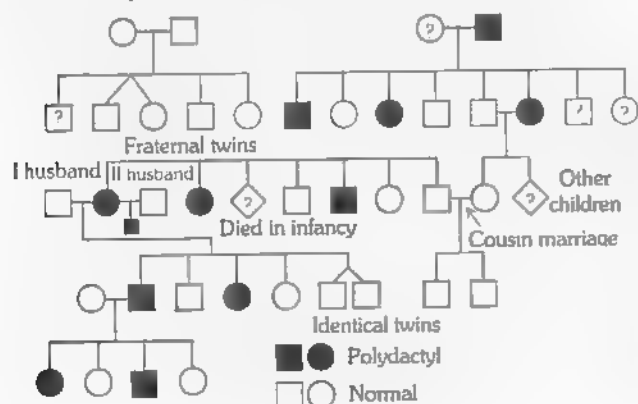 ?
?
?
?
?
Fraternal twins
I husband
II husband
?
Died in infancy
?
Other
children
Cousin marriage
Identical twins
Polydactyl
Normal